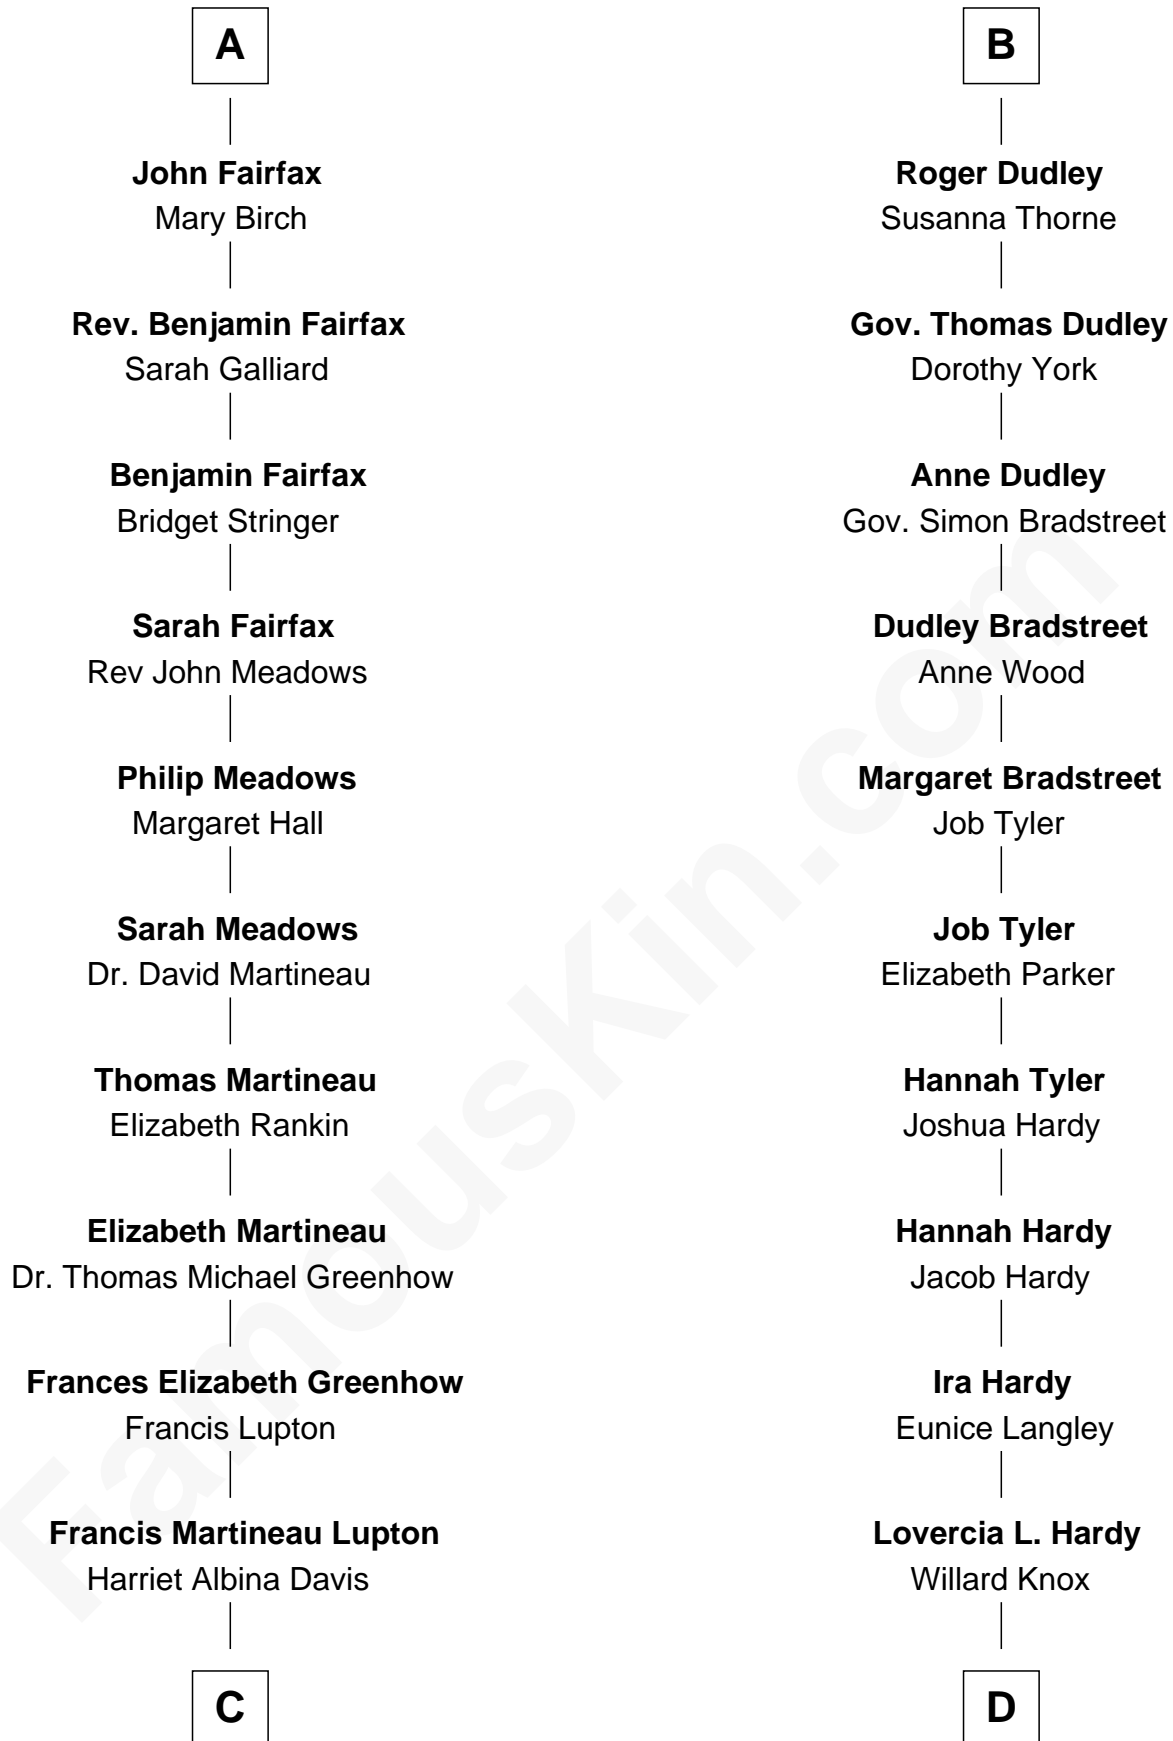 A
John Fairfax
Mary Birch
Rev. Benjamin Fairfax
Sarah Galliard
Benjamin Fairfax
Bridget Stringer
Sarah Fairfax
Rev John Meadows
Philip Meadows
Margaret Hall
Sarah Meadows
Dr. David Martineau
Thomas Martineau
Elizabeth Rankin
Elizabeth Martineau
Dr. Thomas Michael Greenhow
Frances Elizabeth Greenhow
Francis Lupton
Francis Martineau Lupton
Harriet Albina Davis
C
B
Roger Dudley
Susanna Thorne
Gov. Thomas Dudley
Dorothy York
Anne Dudley
Gov. Simon Bradstreet
Dudley Bradstreet
Anne Wood
Margaret Bradstreet
Job Tyler
Job Tyler
Elizabeth Parker
Hannah Tyler
Joshua Hardy
Hannah Hardy
Jacob Hardy
Ira Hardy
Eunice Langley
Lovercia L. Hardy
Willard Knox
D
FamousKin.com